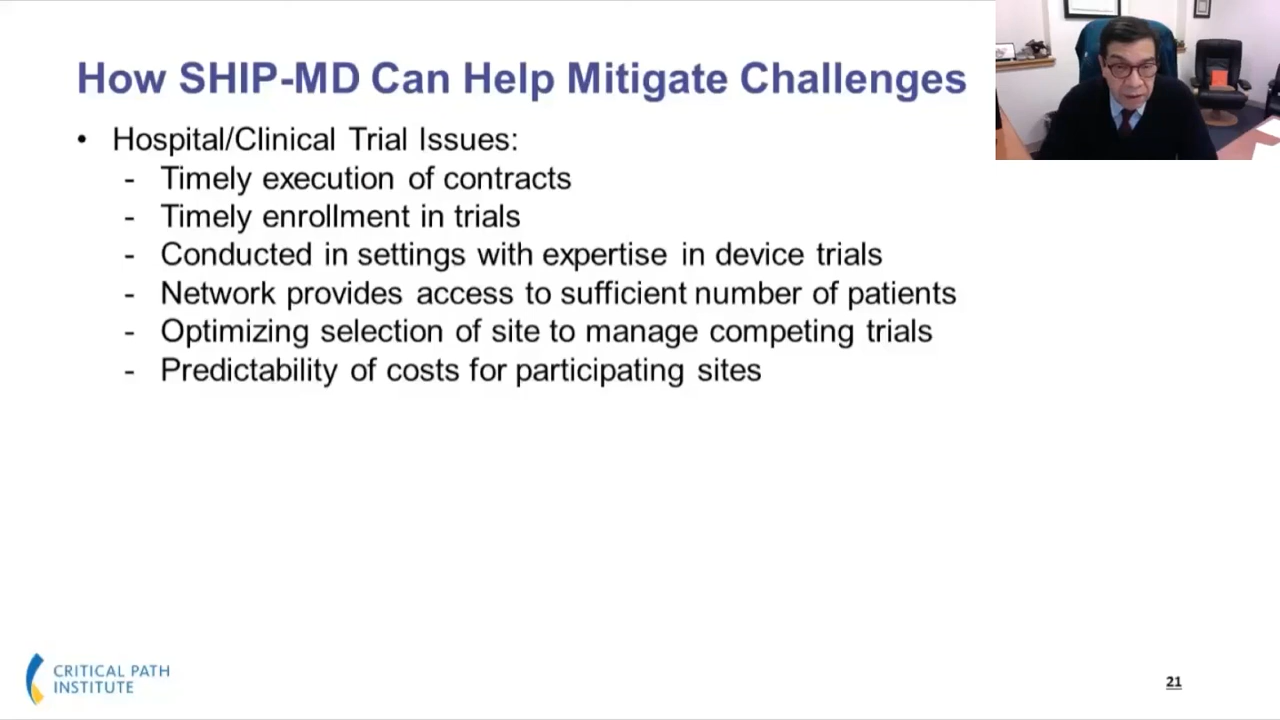 How SHIP-MD Can Help Mitigate Challenges
• Hospital/Clinical Trial Issues:
- Timely execution of contracts
- Timely enrollment in trials
- Conducted in settings with expertise in device trials
- Network provides access to sufficient number of patients
- Optimizing selection of site to manage competing trials
- Predictability of costs for participating sites
CRITICAL PATH
INSTITUTE
21